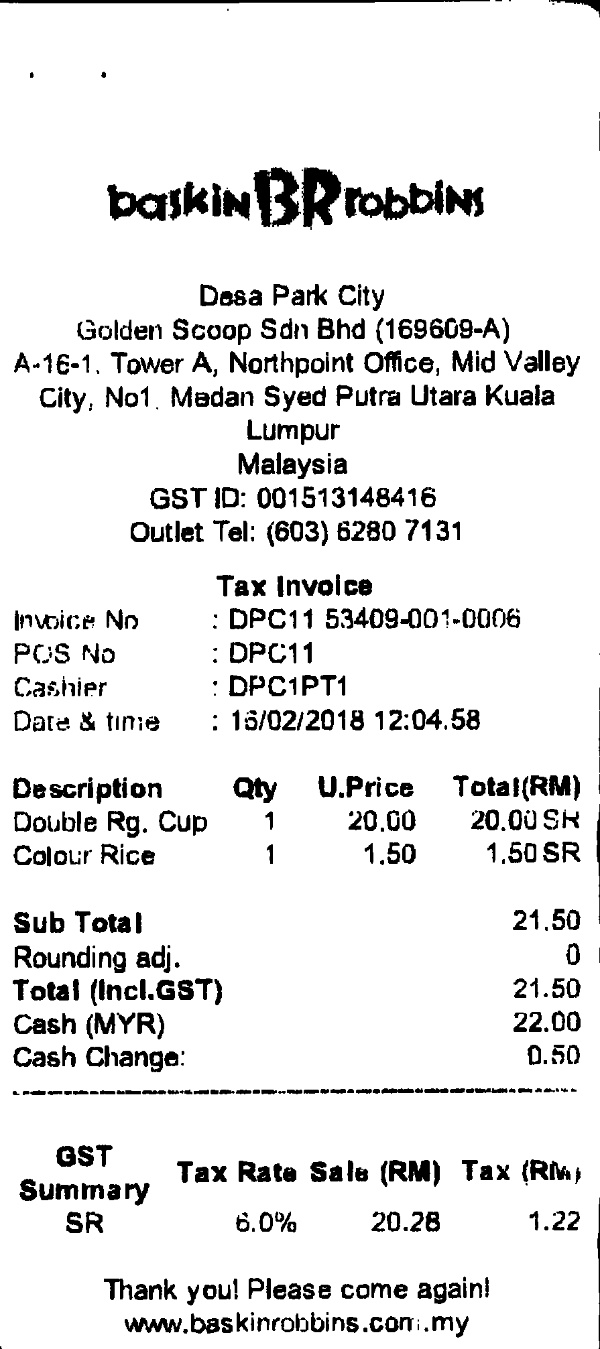 baskin BR robbins
Desa Park City
Golden Scoop Sdn Bhd (169609-A)
A-16-1, Tower A, Northpoint Office, Mid Valley
City, No1, Medan Syed Putra Utara Kuala
Lumpur
Malaysia
GST ID: 001513148416
Outlet Tel: (603) 6280 7131
Tax Invoice
Invoice No : DPC11 53409-001-0006
POS No : DPC11
Cashier : DPC1PT1
Date & time : 16/02/2018 12:04.58
Description Qty U.Price Total(RM)
Double Rg. Cup 1 20.00 20.00 SR
Colour Rice 1 1.50 1.50 SR
Sub Total 21.50
Rounding adj. 0
Total (Incl.GST) 21.50
Cash (MYR) 22.00
Cash Change: 0.50
GST Summary Tax Rate Sale (RM) Tax (RM)
SR 6.0% 20.28 1.22
Thank you! Please come again!
www.baskinrobbins.com.my